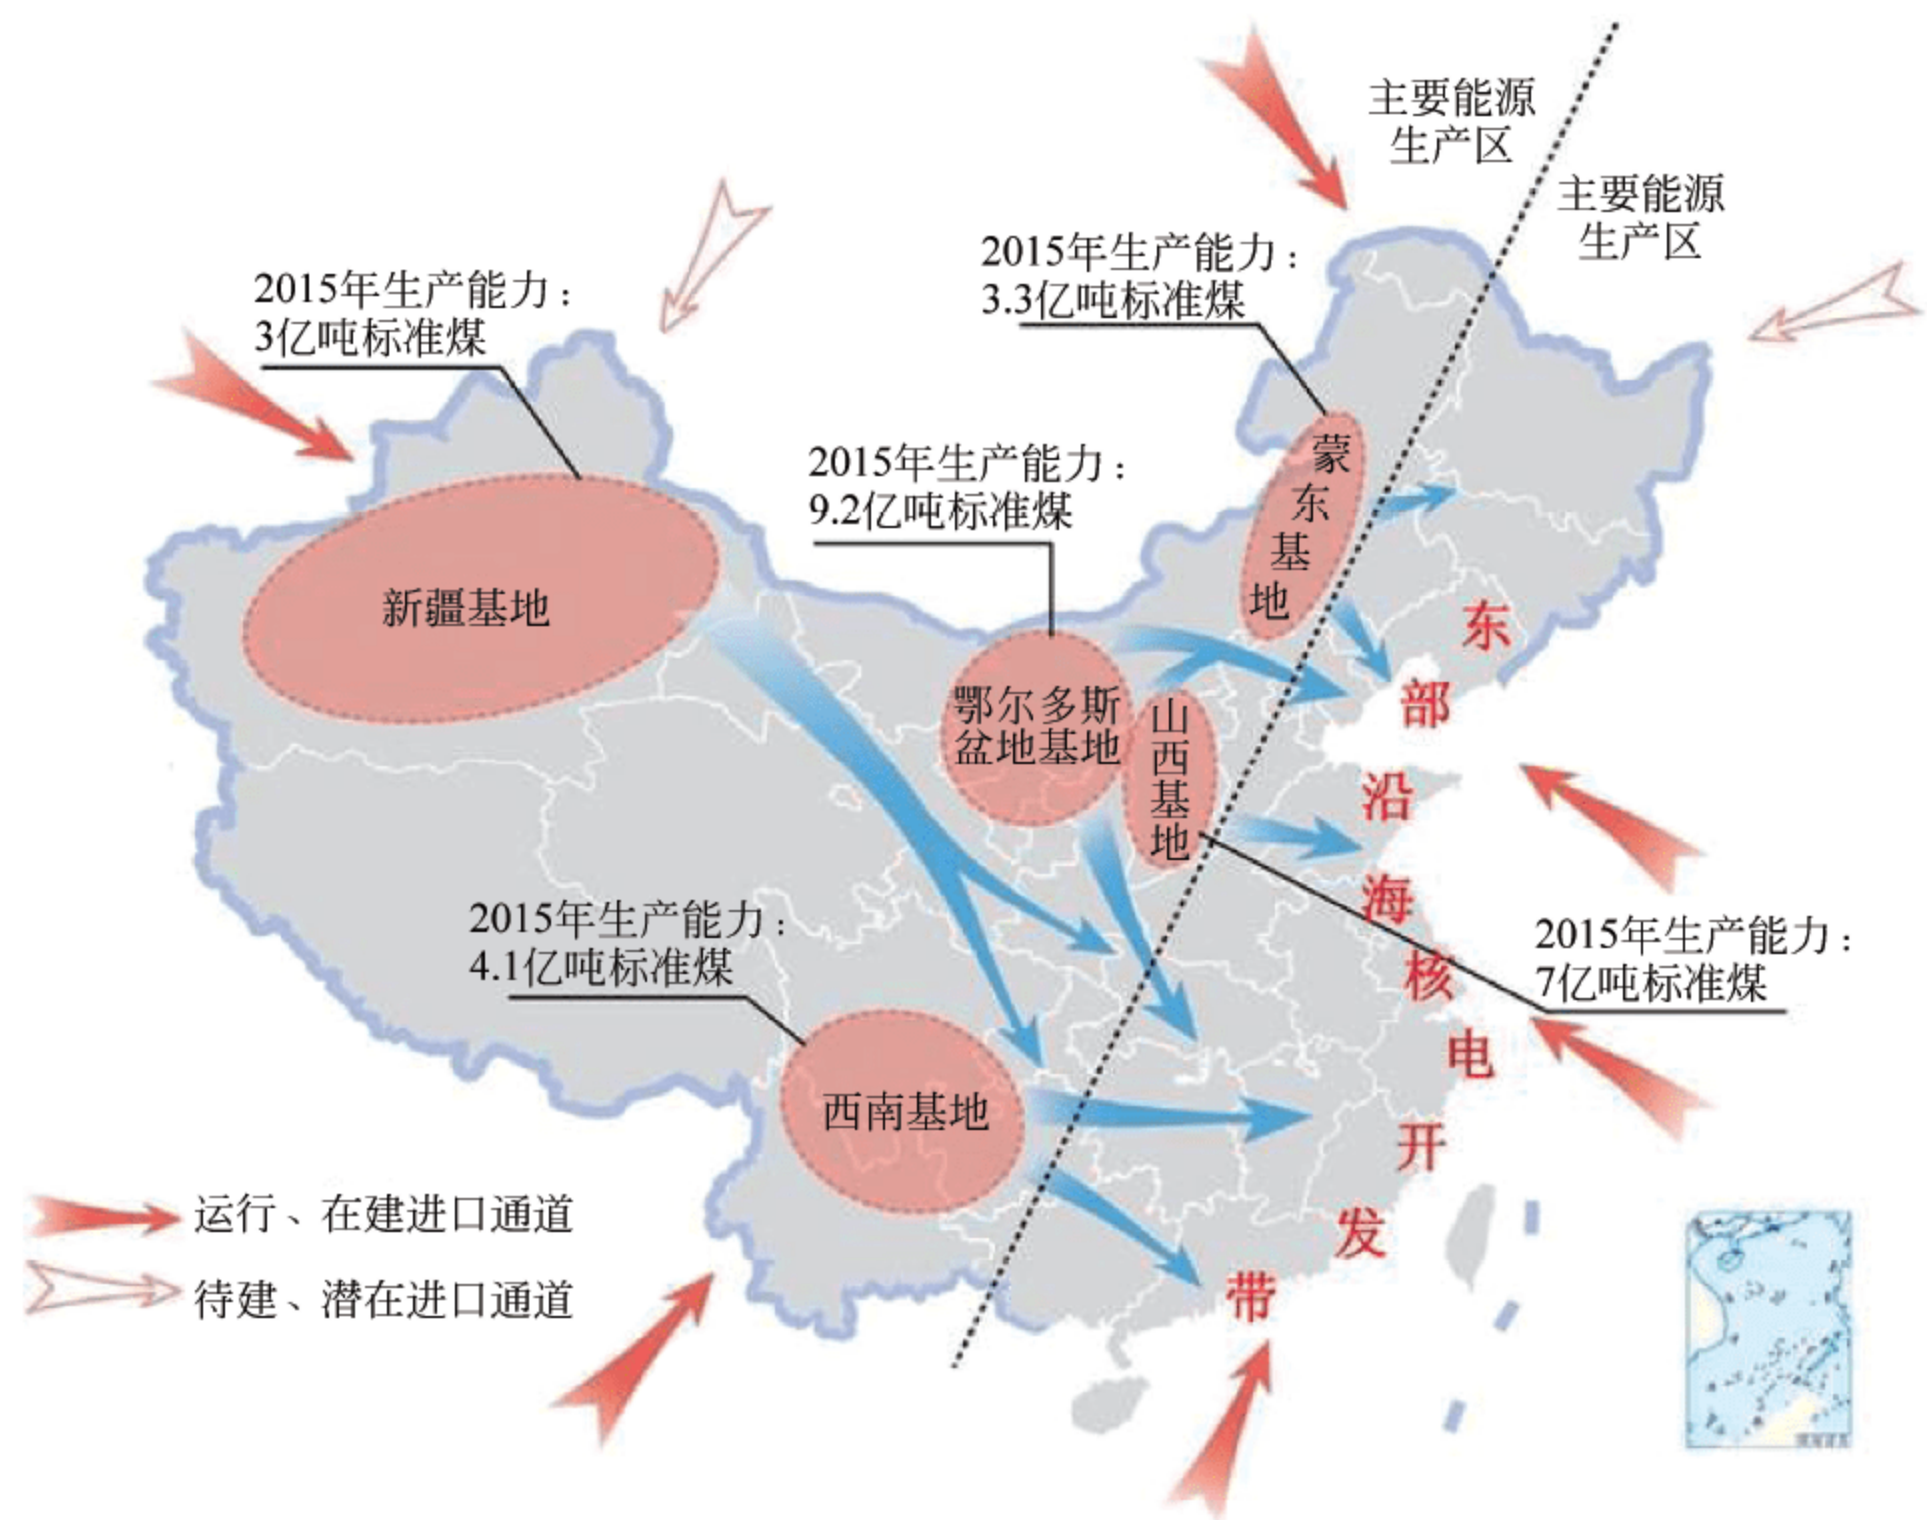 主要能源
生产区
主要能源
生产区
2015年生产能力：
3.3亿吨标准煤
2015年生产能力：
3亿吨标准煤
2015年生产能力：
9.2亿吨标准煤
蒙东基地
新疆基地
鄂尔多斯
盆地基地
山西基地
东部沿海核电开发带
2015年生产能力：
4.1亿吨标准煤
2015年生产能力：
7亿吨标准煤
西南基地
运行、在建进口通道
待建、潜在进口通道